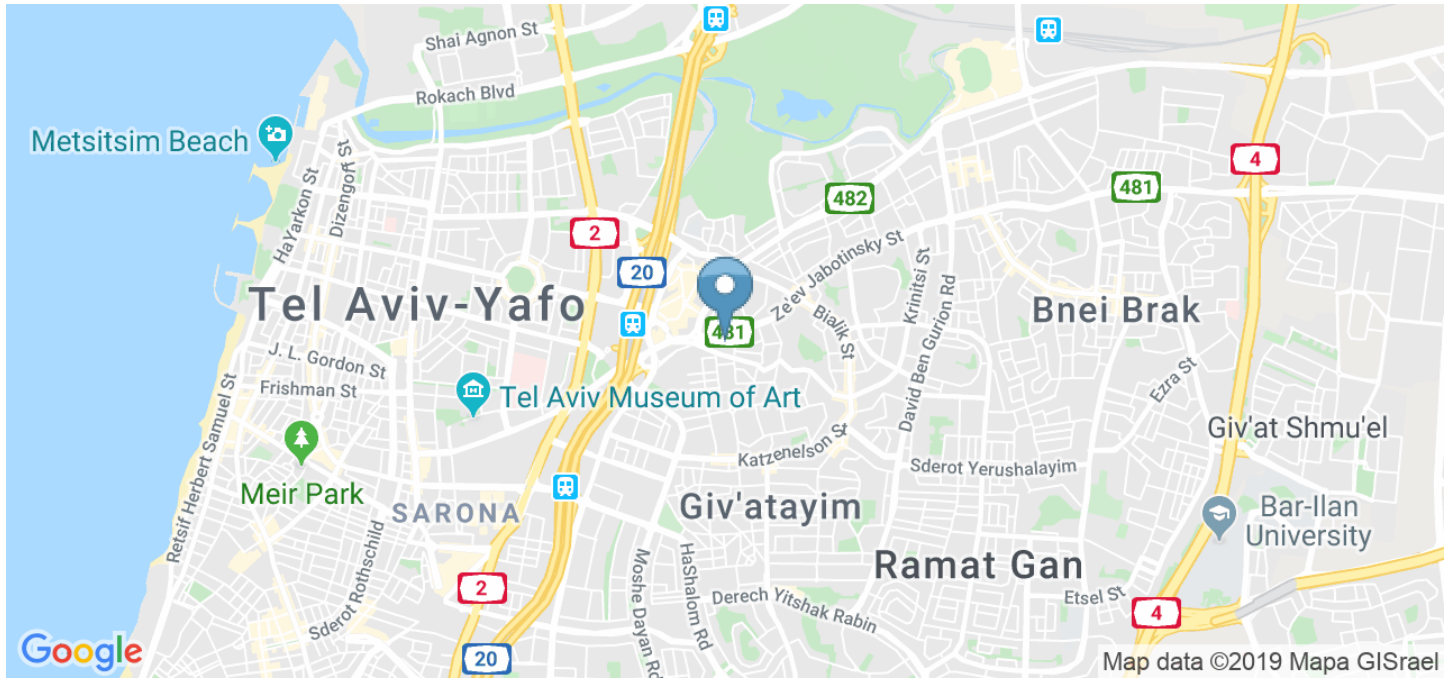 Shai Agnon St
Rokach Blvd
Metsitsim Beach
Dizengoff St
HaYarkon St
4
481
482
2
20
Ze'ev Jabotinsky St
Krinitsi St
David Ben Gurion Rd
Tel Aviv-Yafo
Bialik St
Bnei Brak
481
J. L. Gordon St
Frishman St
Ezra St
Tel Aviv Museum of Art
Retsif Herbert Samuel St
Giv'at Shmu'el
Katzenelson St
Sderot Yerushalayim
Meir Park
SARONA
Giv'atayim
Bar-Ilan
University
Sderot Rothschild
Moshe Dayan Rd
HaShalom Rd
Ramat Gan
Derech Yitshak Rabin
Etsel St
2
4
20
Google
Map data ©2019 Mapa GISrael